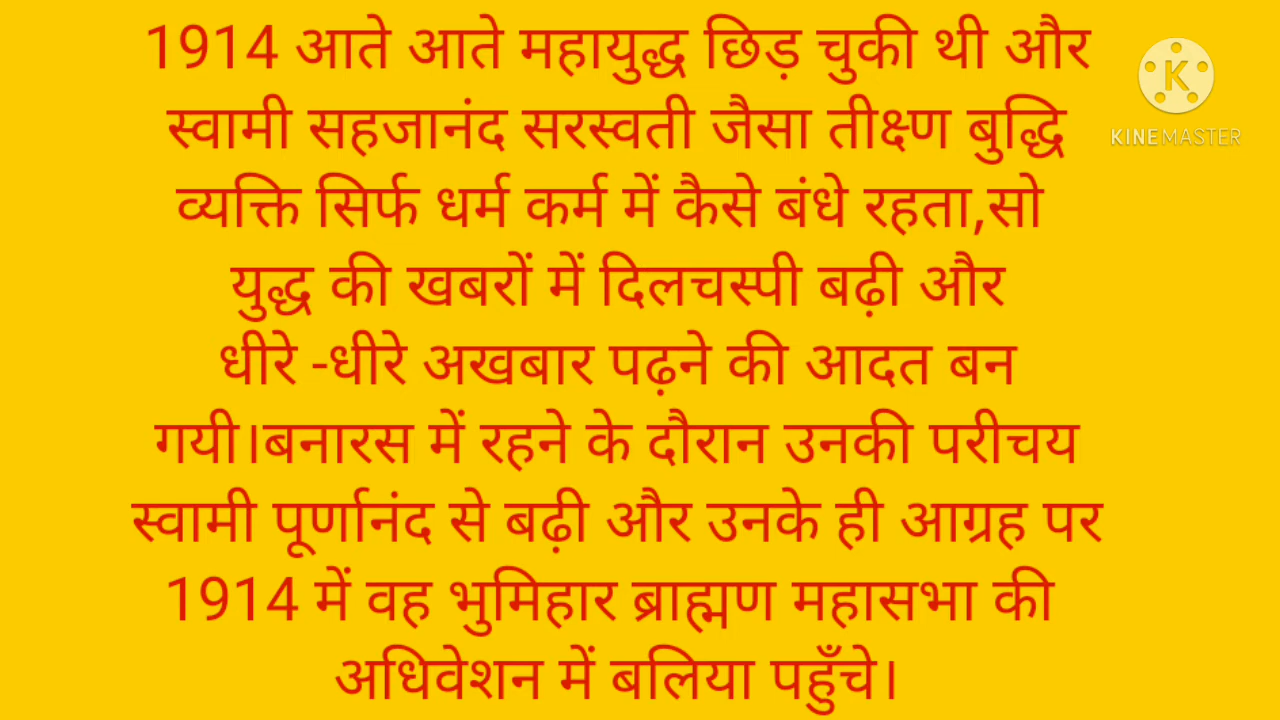 1914 आते आते महायुद्ध छिड़ चुकी थी और
स्वामी सहजानंद सरस्वती जैसा तीक्ष्ण बुद्धि
व्यक्ति सिर्फ धर्म कर्म में कैसे बंधे रहता,सो
युद्ध की खबरों में दिलचस्पी बढ़ी और
धीरे -धीरे अखबार पढ़ने की आदत बन
गयी।बनारस में रहने के दौरान उनकी परीचय
स्वामी पूर्णानंद से बढ़ी और उनके ही आग्रह पर
1914 में वह भुमिहार ब्राह्मण महासभा की
अधिवेशन में बलिया पहुँचे।
K
KINEMASTER